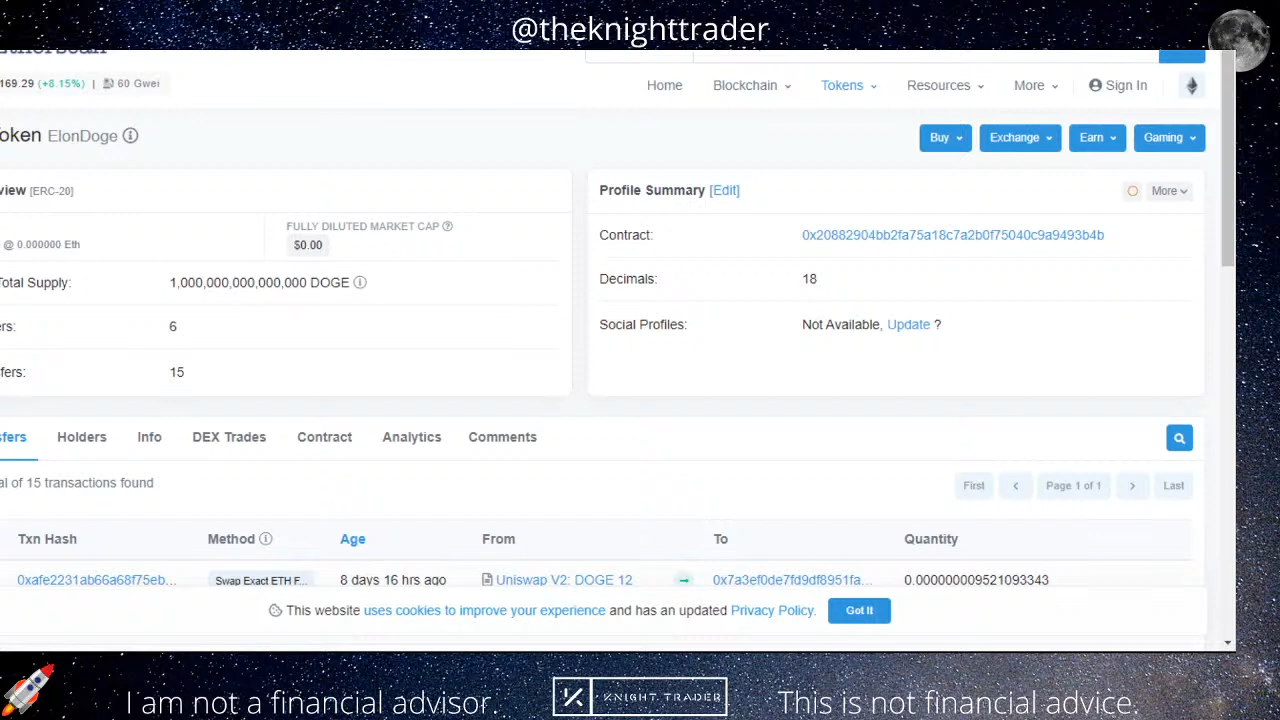 @theknighttrader
169.29 (+8.15%) | 60 Gwei
Home Blockchain Tokens Resources More Sign In
oken ElonDoge
Buy Exchange Earn Gaming
view [ERC-20]
Profile Summary [Edit]
More
FULLY DILUTED MARKET CAP
@ 0.000000 Eth
$0.00
Contract: 0x20882904bb2fa75a18c7a2b0f75040c9a9493b4b
Total Supply: 1,000,000,000,000,000 DOGE
Decimals: 18
ers: 6
Social Profiles: Not Available, Update ?
fers: 15
sfers Holders Info DEX Trades Contract Analytics Comments
al of 15 transactions found
First Page 1 of 1 Last
Txn Hash Method Age From To Quantity
0xafe2231ab66a68f75eb... Swap Exact ETH F... 8 days 16 hrs ago Uniswap V2: DOGE 12 0x7a3ef0de7fd9df8951fa... 0.000000009521093343
This website uses cookies to improve your experience and has an updated Privacy Policy. Got It
I am not a financial advisor. KNIGHT TRADER This is not financial advice.